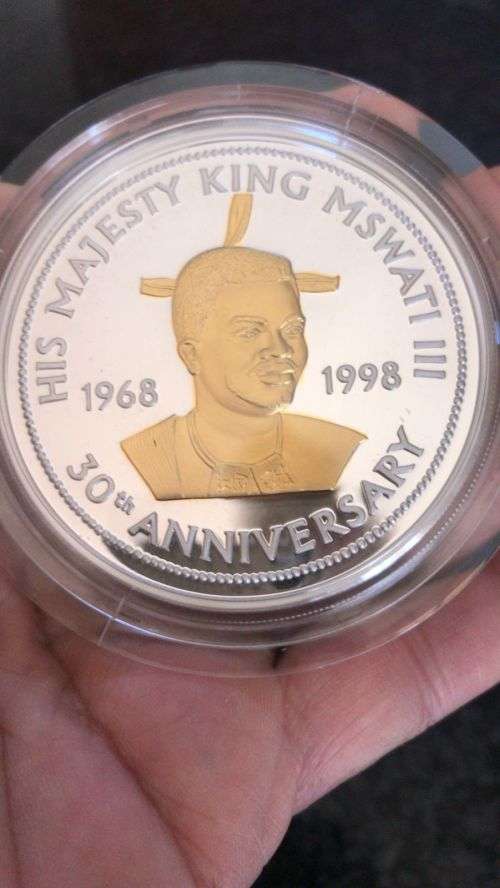 HIS MAJESTY KING MSWATI III
1968 1998
30th ANNIVERSARY